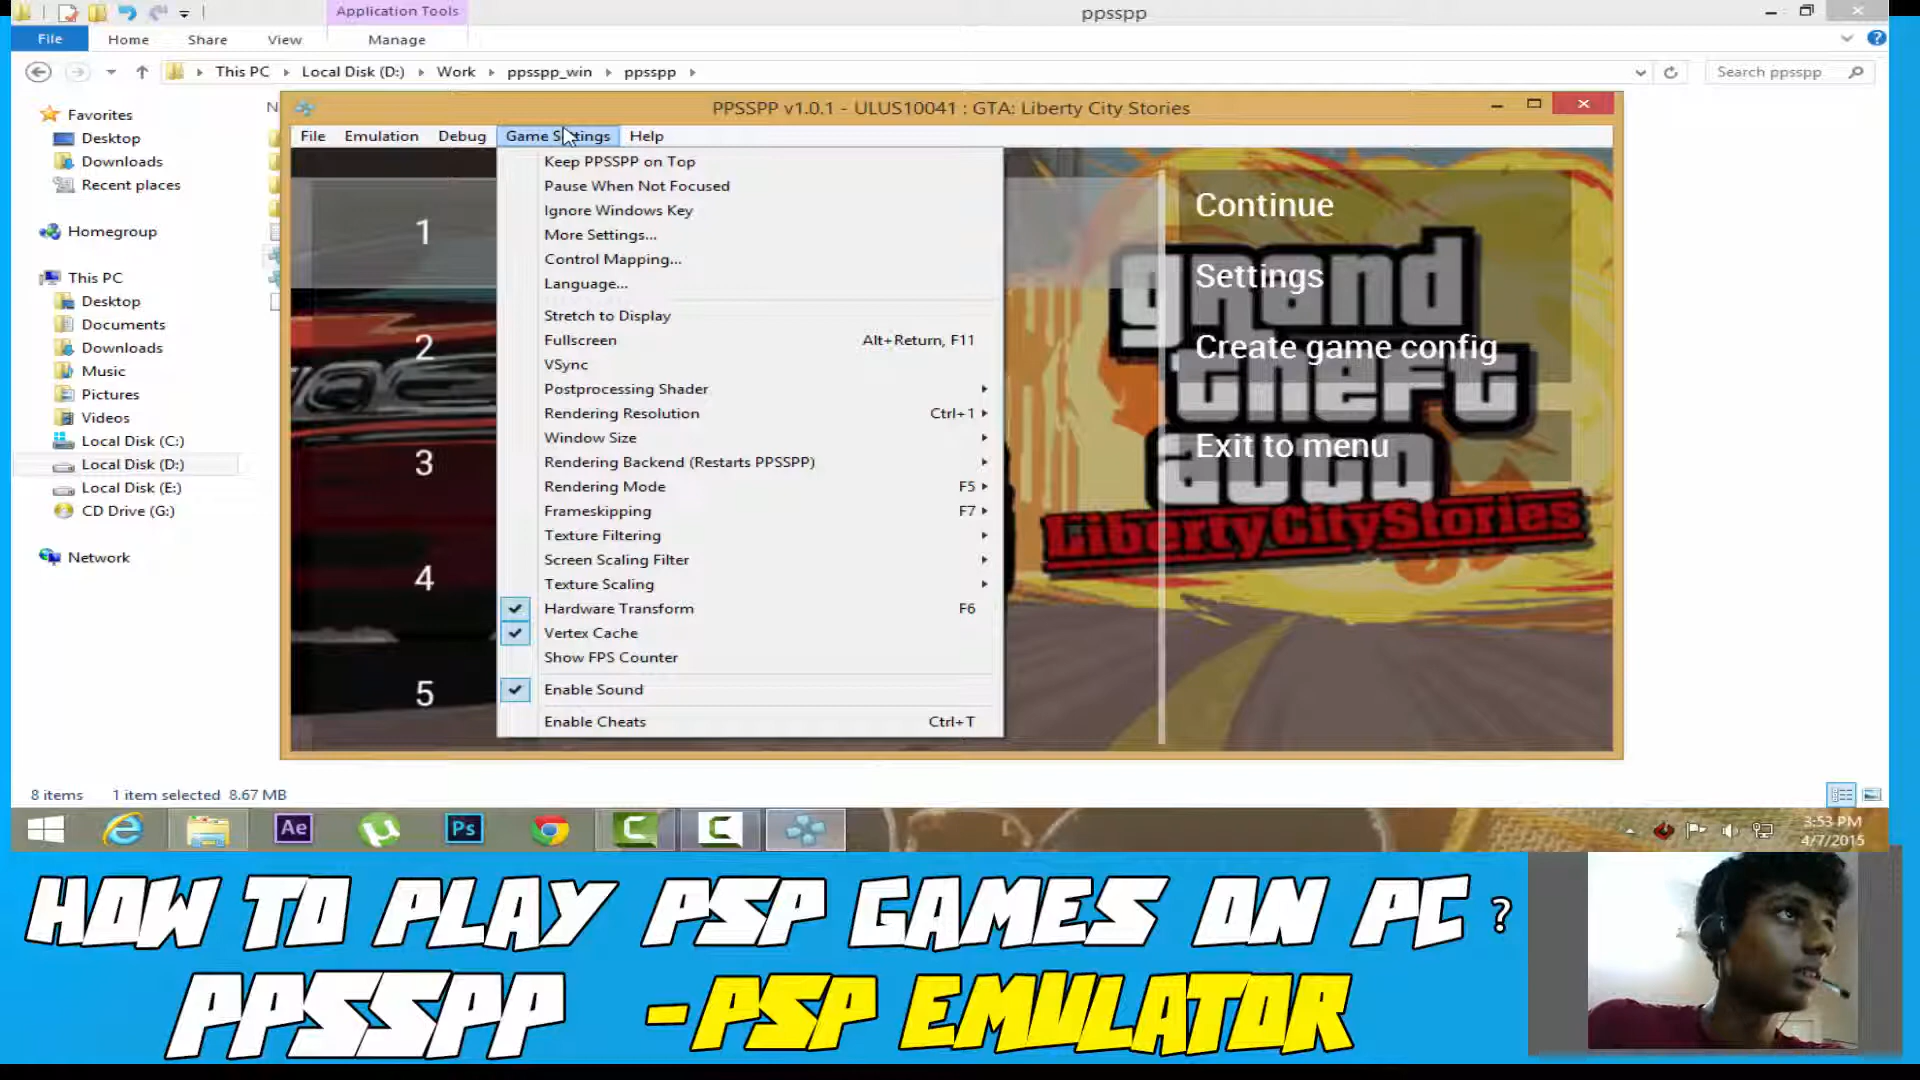 Application Tools
ppsspp
File Home Share View Manage
This PC Local Disk (D:) Work ppsspp_win ppsspp
Search ppsspp
Favorites
Desktop
Downloads
Recent places
Homegroup
This PC
Desktop
Documents
Downloads
Music
Pictures
Videos
Local Disk (C:)
Local Disk (D:)
Local Disk (E:)
CD Drive (G:)
Network
N
PPSSPP v1.0.1 - ULUS10041 : GTA: Liberty City Stories
File Emulation Debug Game Settings Help
Keep PPSSPP on Top
Pause When Not Focused
Ignore Windows Key
More Settings...
Control Mapping...
Language...
Stretch to Display
Fullscreen Alt+Return, F11
VSync
Postprocessing Shader
Rendering Resolution Ctrl+1
Window Size
Rendering Backend (Restarts PPSSPP)
Rendering Mode F5
Frameskipping F7
Texture Filtering
Screen Scaling Filter
Texture Scaling
Hardware Transform F6
Vertex Cache
Show FPS Counter
Enable Sound
Enable Cheats Ctrl+T
1
2
3
4
5
Continue
Settings
Create game config
Exit to menu
grand
theft
auto
Liberty City Stories
8 items 1 item selected 8.67 MB
Ae
Ps
3:53 PM
4/7/2015
HOW TO PLAY PSP GAMES ON PC ?
PPSSPP - PSP EMULATOR